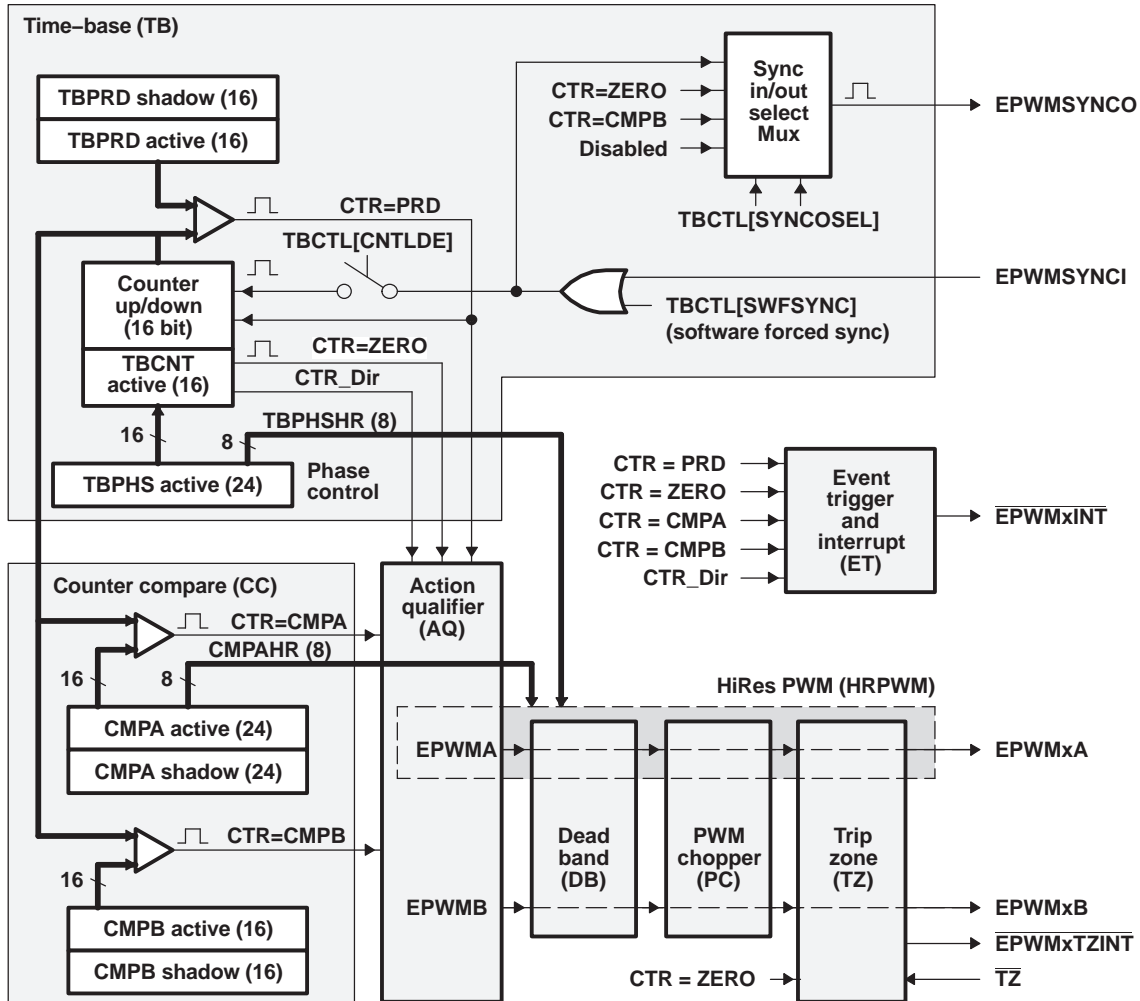 Time–base (TB)
TBPRD shadow (16)
TBPRD active (16)
CTR=PRD
TBCTL[CNTLDE]
Counter
up/down
(16 bit)
TBCNT
active (16)
CTR=ZERO
CTR_Dir
16
8
TBPHSHR (8)
TBPHS active (24)
Phase
control
CTR=ZERO
CTR=CMPB
Disabled
Sync
in/out
select
Mux
TBCTL[SYNCOSEL]
EPWMSYNCO
EPWMSYNCI
TBCTL[SWFSYNC]
(software forced sync)
CTR = PRD
CTR = ZERO
CTR = CMPA
CTR = CMPB
CTR_Dir
Event
trigger
and
interrupt
(ET)
EPWMxINT
Counter compare (CC)
CTR=CMPA
16
8
CMPAHR (8)
CMPA active (24)
CMPA shadow (24)
CTR=CMPB
16
CMPB active (16)
CMPB shadow (16)
Action
qualifier
(AQ)
EPWMA
EPWMB
HiRes PWM (HRPWM)
Dead
band
(DB)
PWM
chopper
(PC)
Trip
zone
(TZ)
CTR = ZERO
EPWMxA
EPWMxB
EPWMxTZINT
TZ